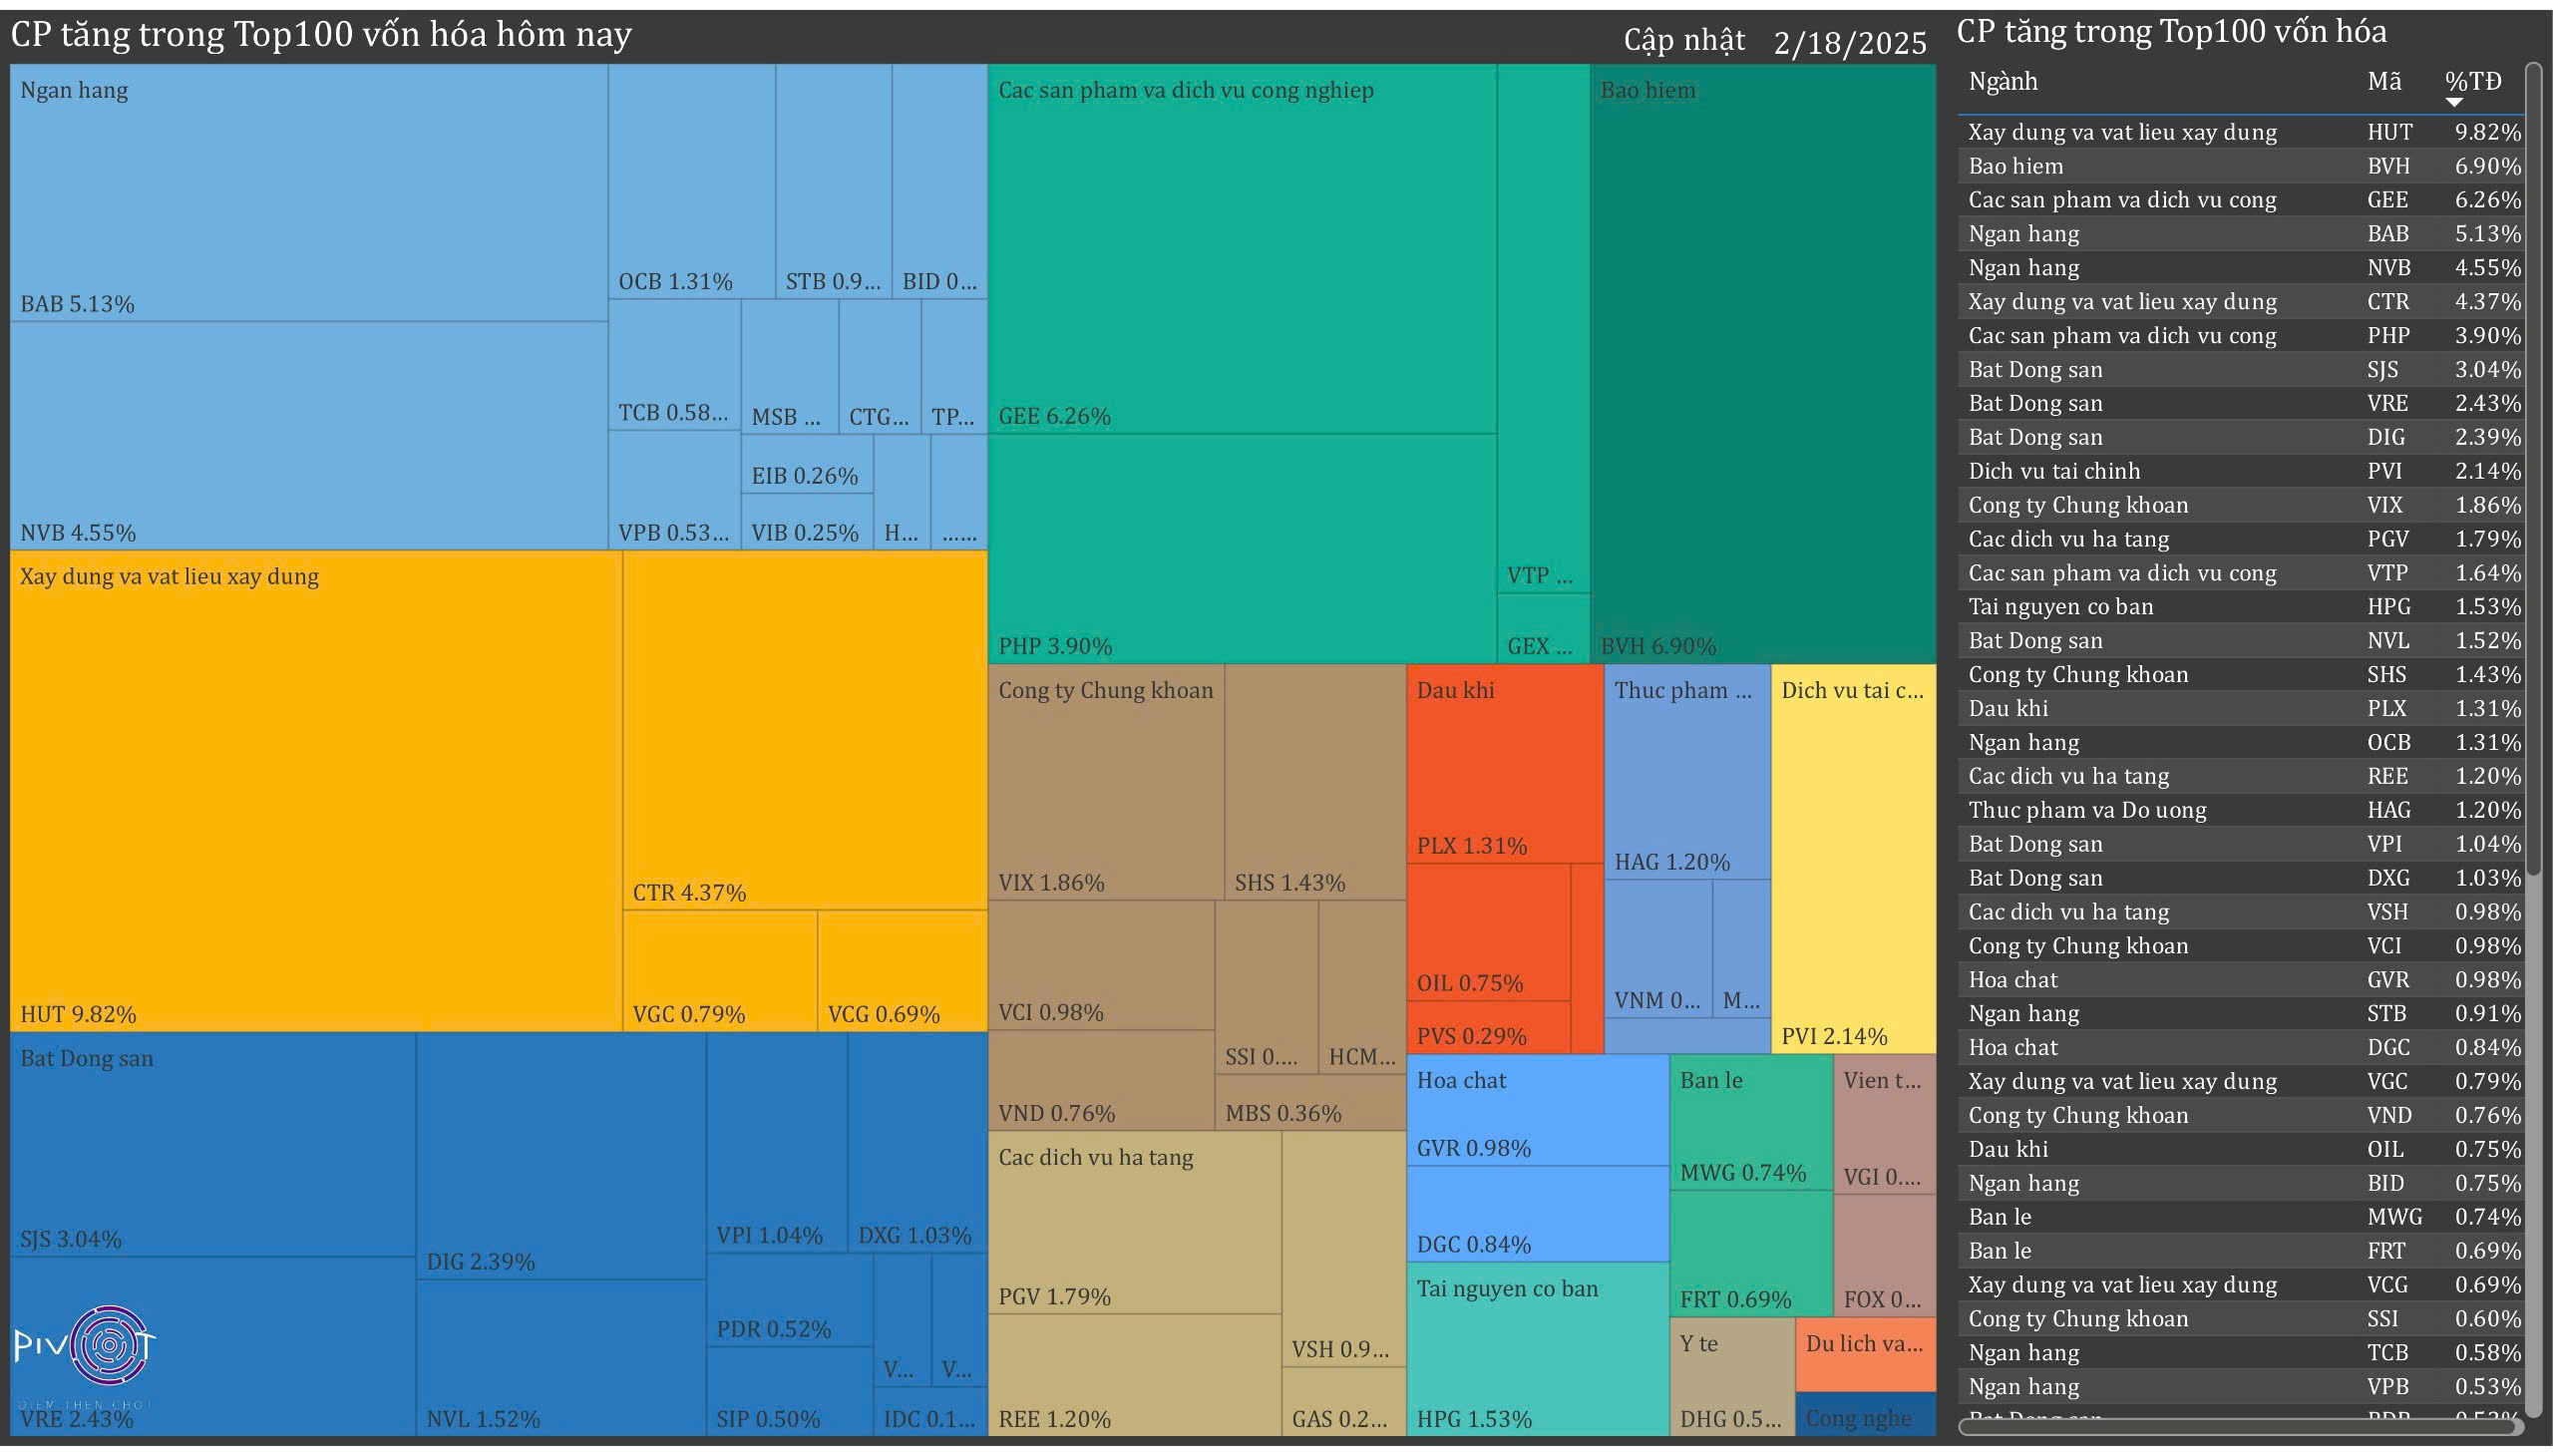 CP tăng trong Top100 vốn hóa hôm nay
Cập nhật 2/18/2025
Ngan hang
BAB 5.13%
NVB 4.55%
OCB 1.31%
STB 0.9...
BID 0...
TCB 0.58...
MSB ...
CTG...
TP...
VPB 0.53...
EIB 0.26%
VIB 0.25%
H...
......
Xay dung va vat lieu xay dung
HUT 9.82%
CTR 4.37%
VGC 0.79%
VCG 0.69%
Bat Dong san
SJS 3.04%
VRE 2.43%
DIG 2.39%
NVL 1.52%
VPI 1.04%
DXG 1.03%
PDR 0.52%
SIP 0.50%
V...
V...
IDC 0.1...
PIVOT
DIEM THEN CHOT
Cac san pham va dich vu cong nghiep
GEE 6.26%
PHP 3.90%
VTP ...
GEX ...
Bao hiem
BVH 6.90%
Cong ty Chung khoan
VIX 1.86%
SHS 1.43%
VCI 0.98%
VND 0.76%
SSI 0....
HCM...
MBS 0.36%
Cac dich vu ha tang
PGV 1.79%
REE 1.20%
VSH 0.9...
GAS 0.2...
Dau khi
PLX 1.31%
OIL 0.75%
PVS 0.29%
Thuc pham ...
HAG 1.20%
VNM 0...
M...
Dich vu tai c...
PVI 2.14%
Hoa chat
GVR 0.98%
DGC 0.84%
Tai nguyen co ban
HPG 1.53%
Ban le
MWG 0.74%
FRT 0.69%
Vien t...
VGI 0....
FOX 0...
Y te
DHG 0.5...
Du lich va...
Cong nghe
CP tăng trong Top100 vốn hóa
Ngành Mã %TĐ
Xay dung va vat lieu xay dung HUT 9.82%
Bao hiem BVH 6.90%
Cac san pham va dich vu cong GEE 6.26%
Ngan hang BAB 5.13%
Ngan hang NVB 4.55%
Xay dung va vat lieu xay dung CTR 4.37%
Cac san pham va dich vu cong PHP 3.90%
Bat Dong san SJS 3.04%
Bat Dong san VRE 2.43%
Bat Dong san DIG 2.39%
Dich vu tai chinh PVI 2.14%
Cong ty Chung khoan VIX 1.86%
Cac dich vu ha tang PGV 1.79%
Cac san pham va dich vu cong VTP 1.64%
Tai nguyen co ban HPG 1.53%
Bat Dong san NVL 1.52%
Cong ty Chung khoan SHS 1.43%
Dau khi PLX 1.31%
Ngan hang OCB 1.31%
Cac dich vu ha tang REE 1.20%
Thuc pham va Do uong HAG 1.20%
Bat Dong san VPI 1.04%
Bat Dong san DXG 1.03%
Cac dich vu ha tang VSH 0.98%
Cong ty Chung khoan VCI 0.98%
Hoa chat GVR 0.98%
Ngan hang STB 0.91%
Hoa chat DGC 0.84%
Xay dung va vat lieu xay dung VGC 0.79%
Cong ty Chung khoan VND 0.76%
Dau khi OIL 0.75%
Ngan hang BID 0.75%
Ban le MWG 0.74%
Ban le FRT 0.69%
Xay dung va vat lieu xay dung VCG 0.69%
Cong ty Chung khoan SSI 0.60%
Ngan hang TCB 0.58%
Ngan hang VPB 0.53%
Bat Dong san PDR 0.52%